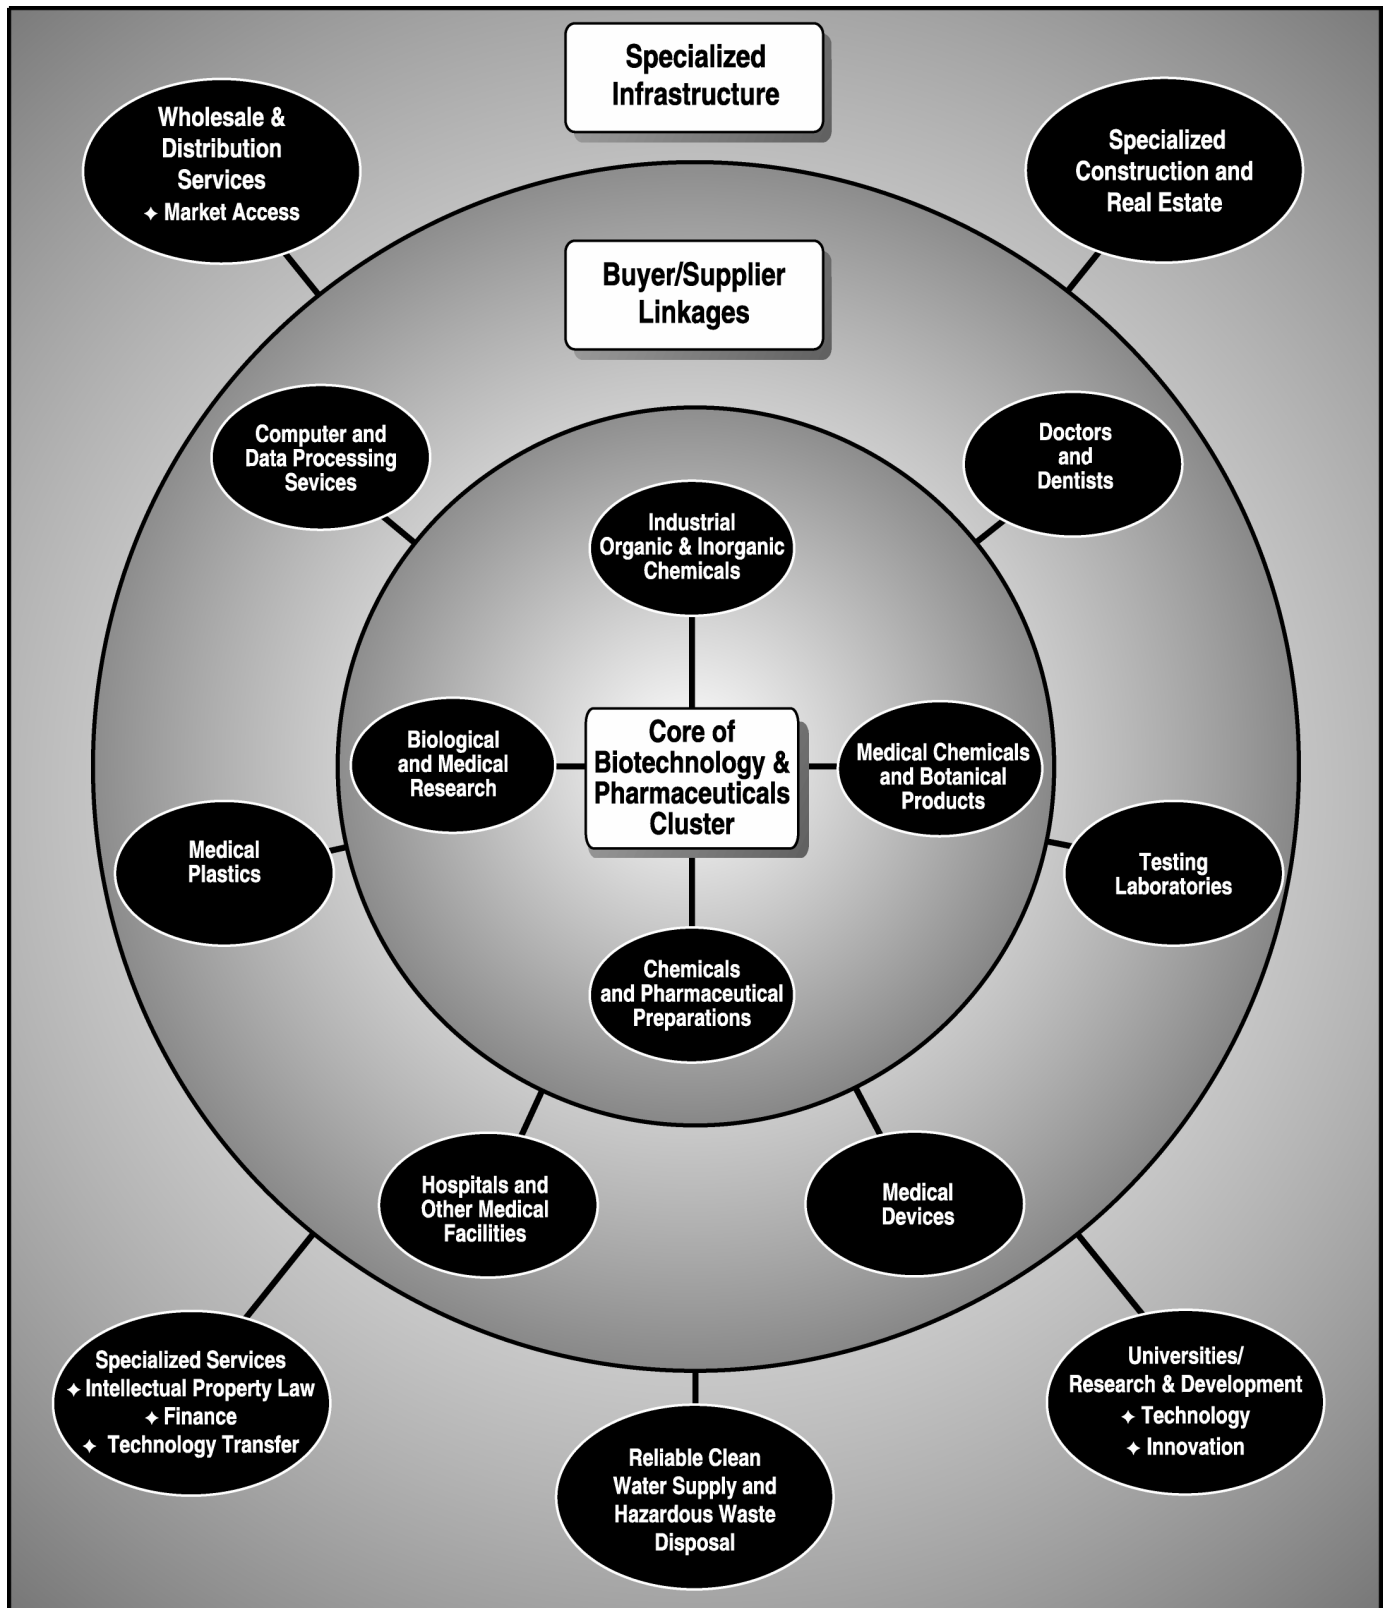 Specialized
Infrastructure
Wholesale &
Distribution
Services
✦ Market Access
Specialized
Construction and
Real Estate
Buyer/Supplier
Linkages
Computer and
Data Processing
Sevices
Doctors
and
Dentists
Industrial
Organic & Inorganic
Chemicals
Biological
and Medical
Research
Core of
Biotechnology &
Pharmaceuticals
Cluster
Medical Chemicals
and Botanical
Products
Medical
Plastics
Testing
Laboratories
Chemicals
and Pharmaceutical
Preparations
Hospitals and
Other Medical
Facilities
Medical
Devices
Specialized Services
✦ Intellectual Property Law
✦ Finance
✦ Technology Transfer
Reliable Clean
Water Supply and
Hazardous Waste
Disposal
Universities/
Research & Development
✦ Technology
✦ Innovation